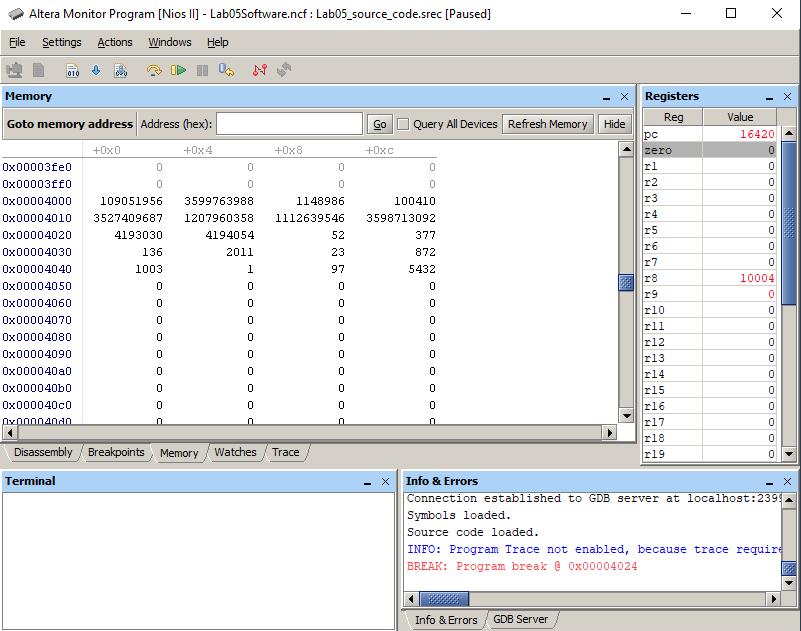 Altera Monitor Program [Nios II] - Lab05Software.ncf : Lab05_source_code.srec [Paused]
File Settings Actions Windows Help
Memory
Goto memory address Address (hex): Go Query All Devices Refresh Memory Hide
+0x0 +0x4 +0x8 +0xc
0x00003fe0 0 0 0 0
0x00003ff0 0 0 0 0
0x00004000 109051956 3599763988 1148986 100410
0x00004010 3527409687 1207960358 1112639546 3598713092
0x00004020 4193030 4194054 52 377
0x00004030 136 2011 23 872
0x00004040 1003 1 97 5432
0x00004050 0 0 0 0
0x00004060 0 0 0 0
0x00004070 0 0 0 0
0x00004080 0 0 0 0
0x00004090 0 0 0 0
0x000040a0 0 0 0 0
0x000040b0 0 0 0 0
0x000040c0 0 0 0 0
0x000040d0 0 0 0 0
Disassembly Breakpoints Memory Watches Trace
Registers
Reg Value
pc 16420
zero 0
r1 0
r2 0
r3 0
r4 0
r5 0
r6 0
r7 0
r8 10004
r9 0
r10 0
r11 0
r12 0
r13 0
r14 0
r15 0
r16 0
r17 0
r18 0
r19 0
Terminal
Info & Errors
Connection established to GDB server at localhost:2399
Symbols loaded.
Source code loaded.
INFO: Program Trace not enabled, because trace require
BREAK: Program break @ 0x00004024
Info & Errors GDB Server